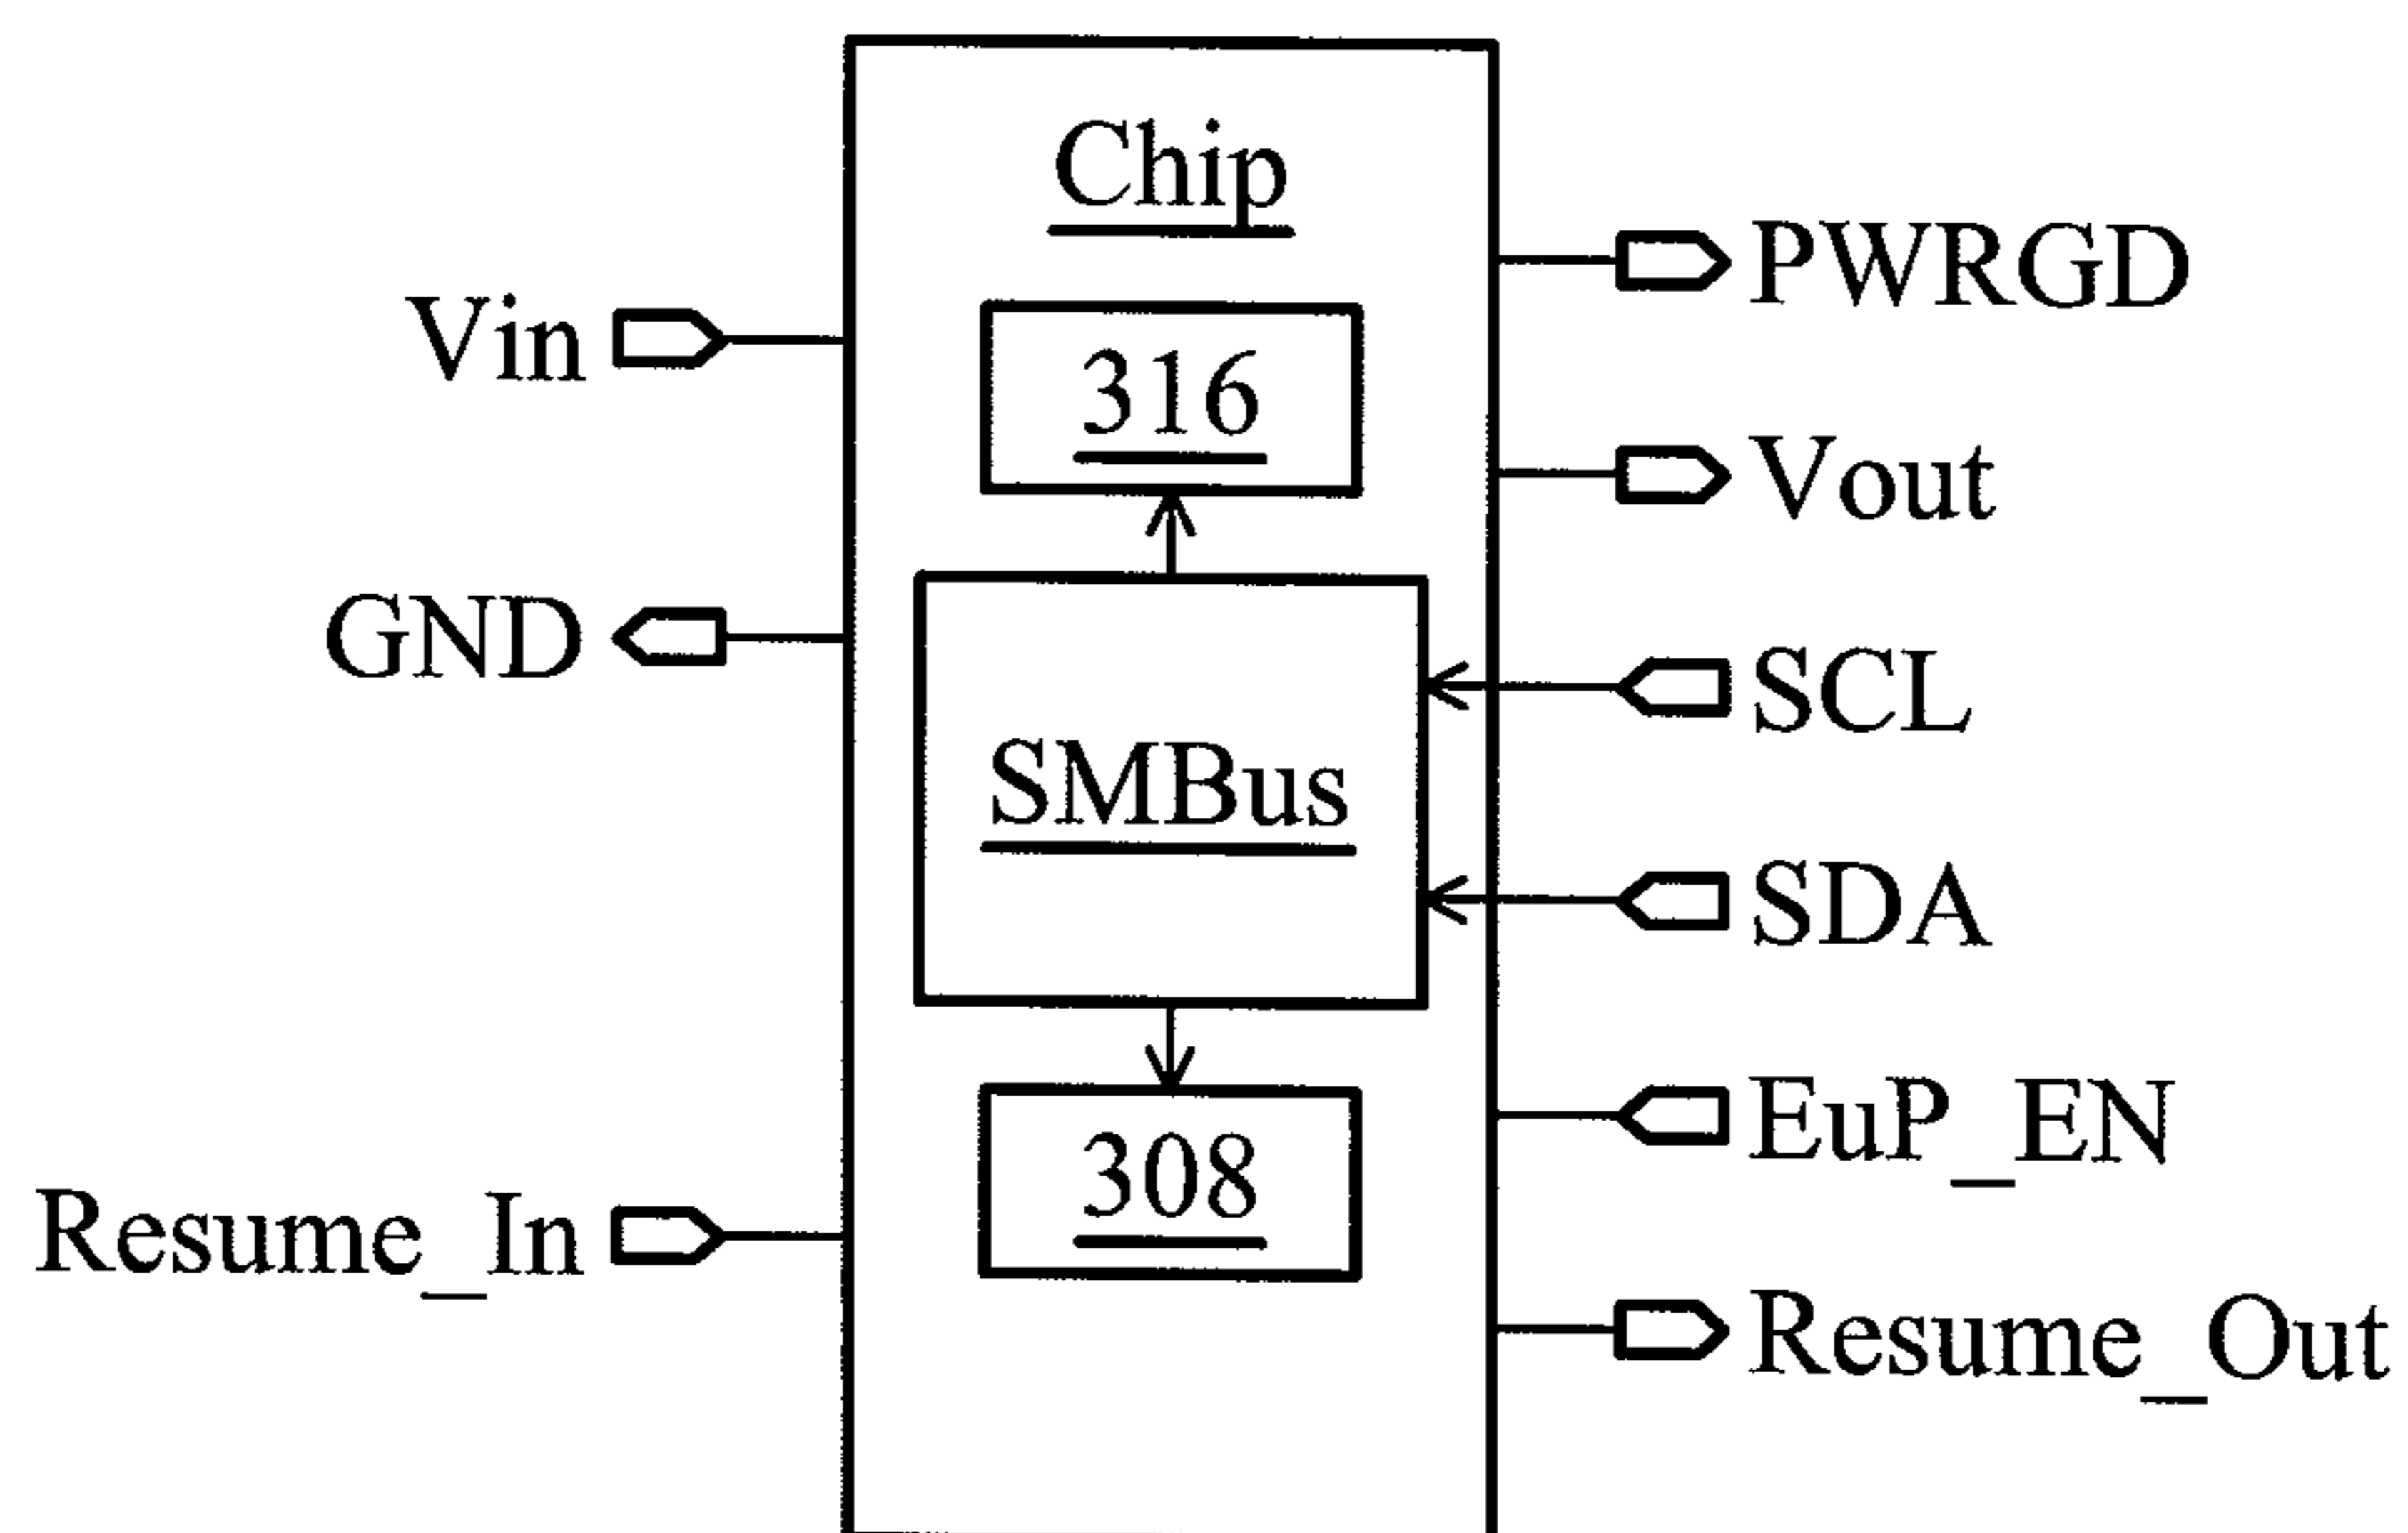 Chip
PWRGD
Vin
316
Vout
GND
SCL
SMBus
SDA
EuP_EN
308
Resume_In
Resume_Out